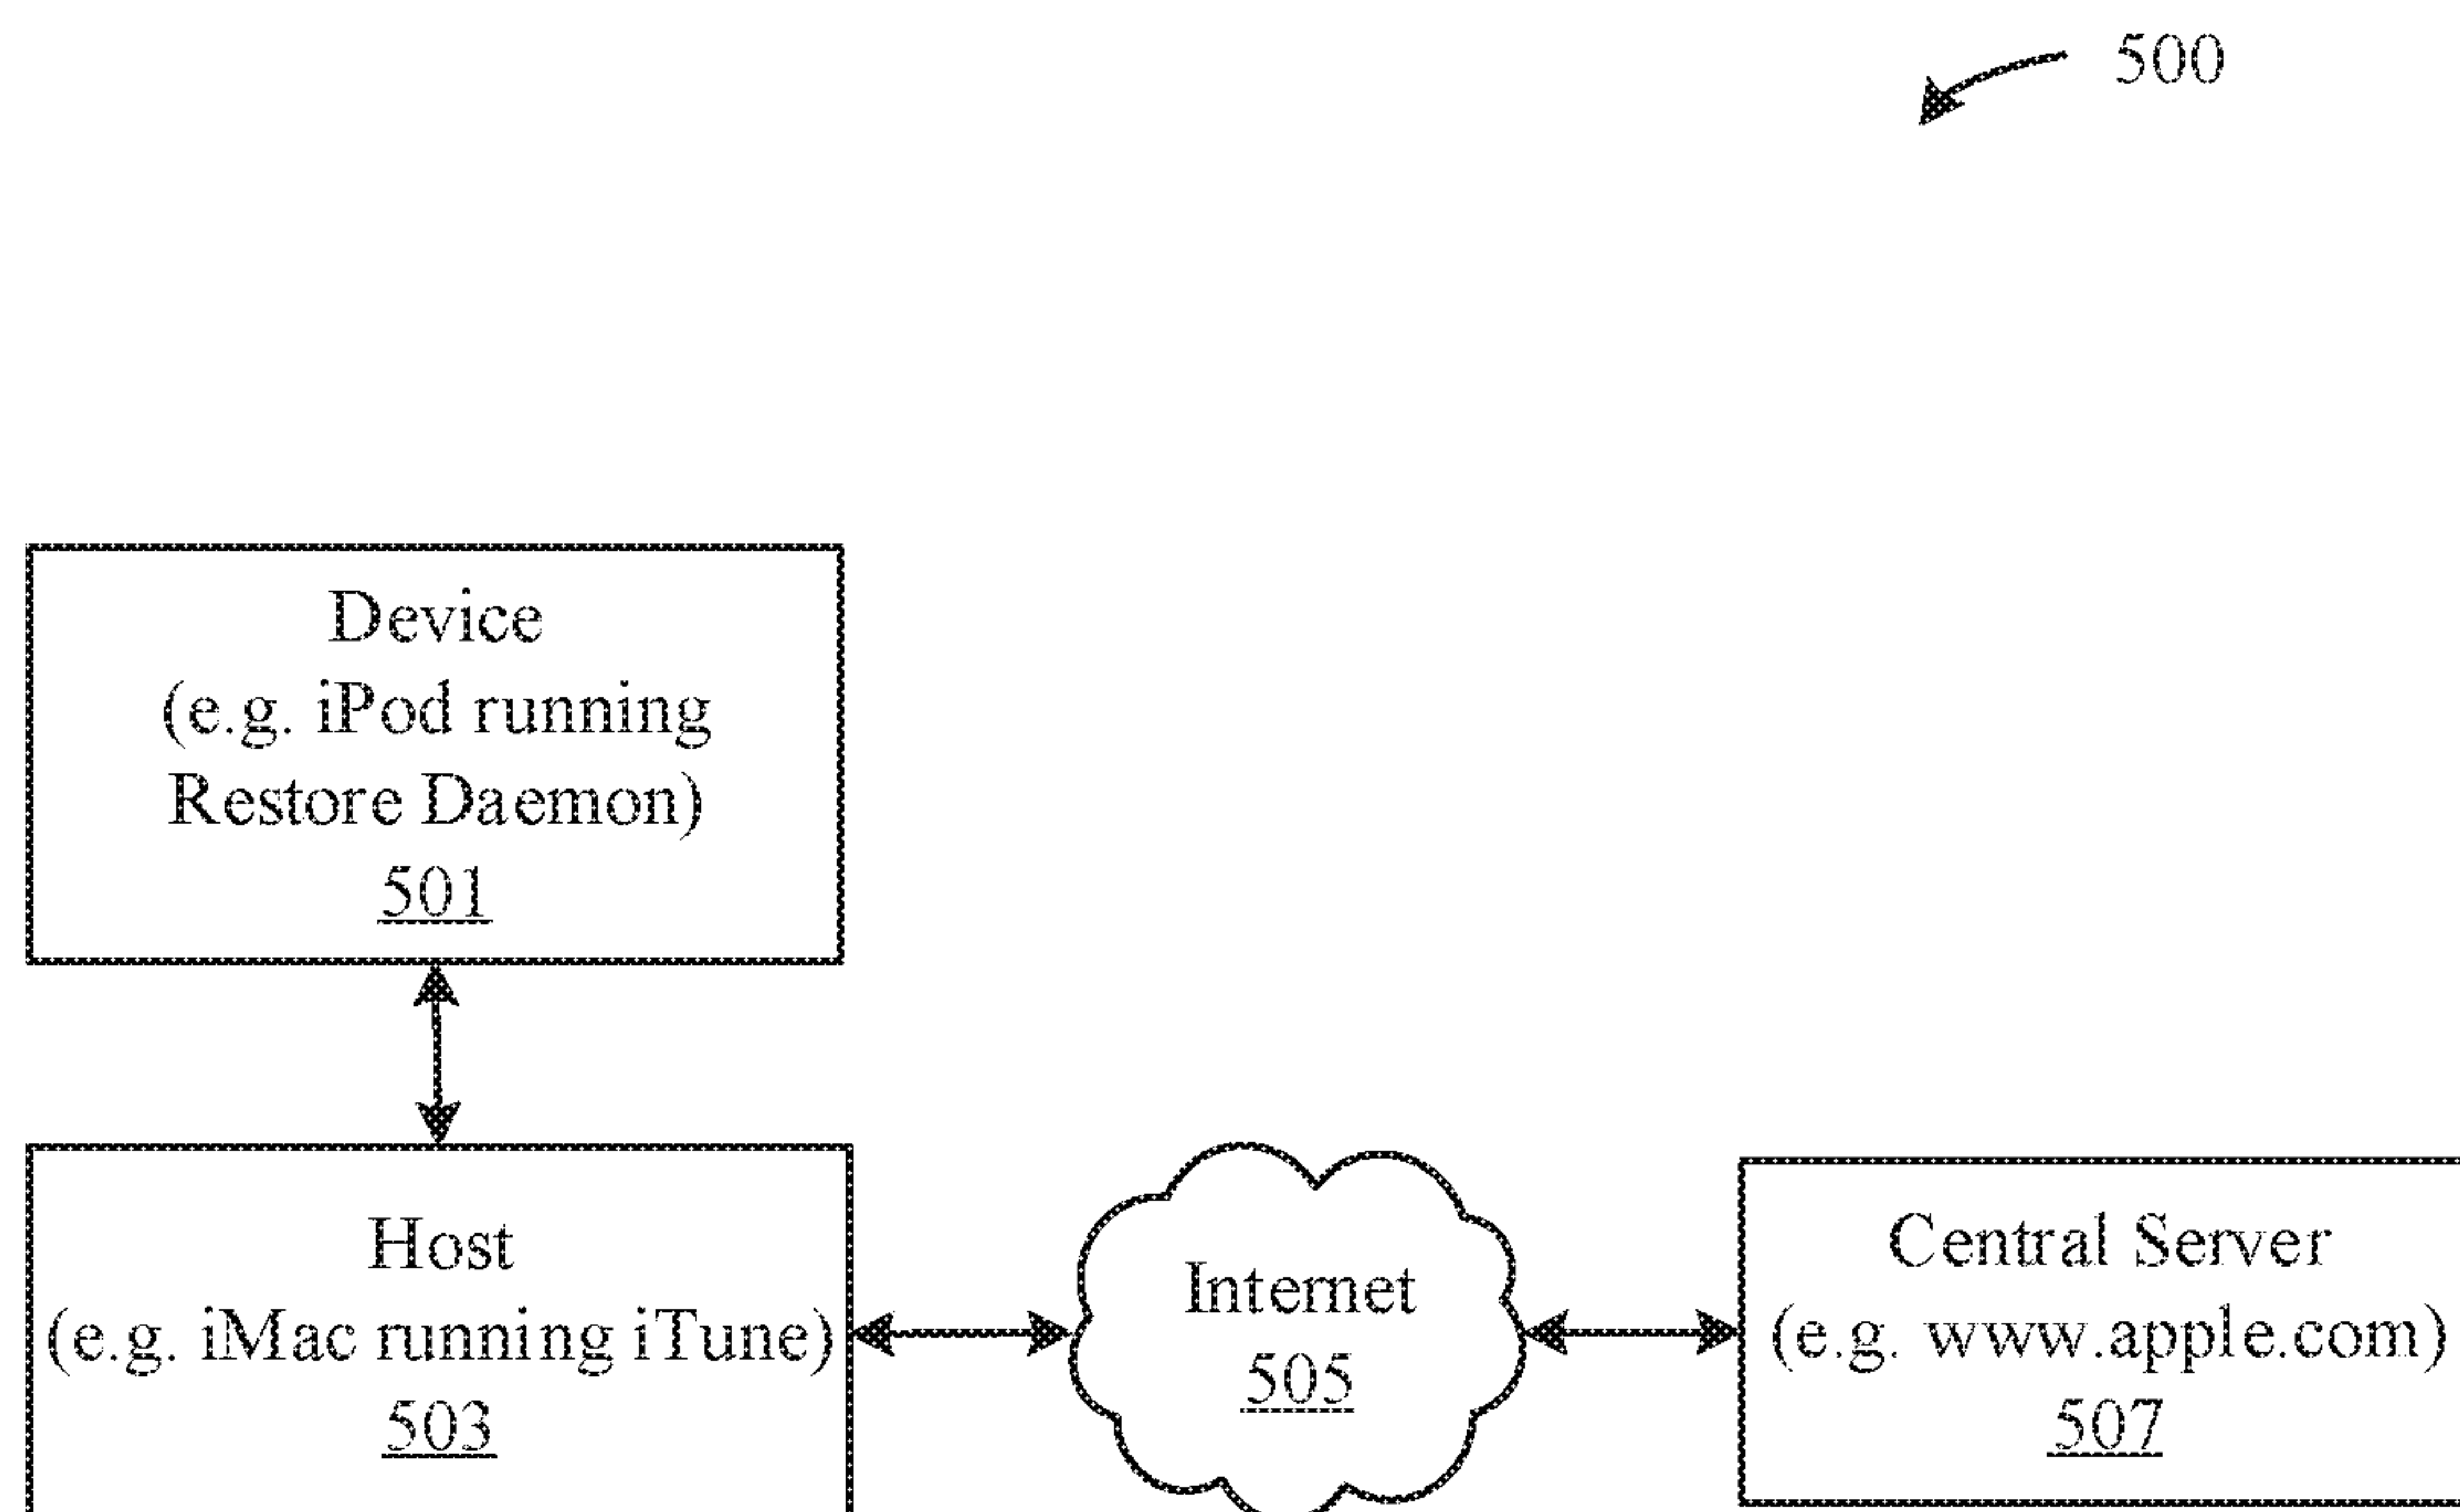 500
Device
(e.g. iPod running
Restore Daemon)
501
Host
(e.g. iMac running iTune)
503
Internet
505
Central Server
(e.g. www.apple.com)
507